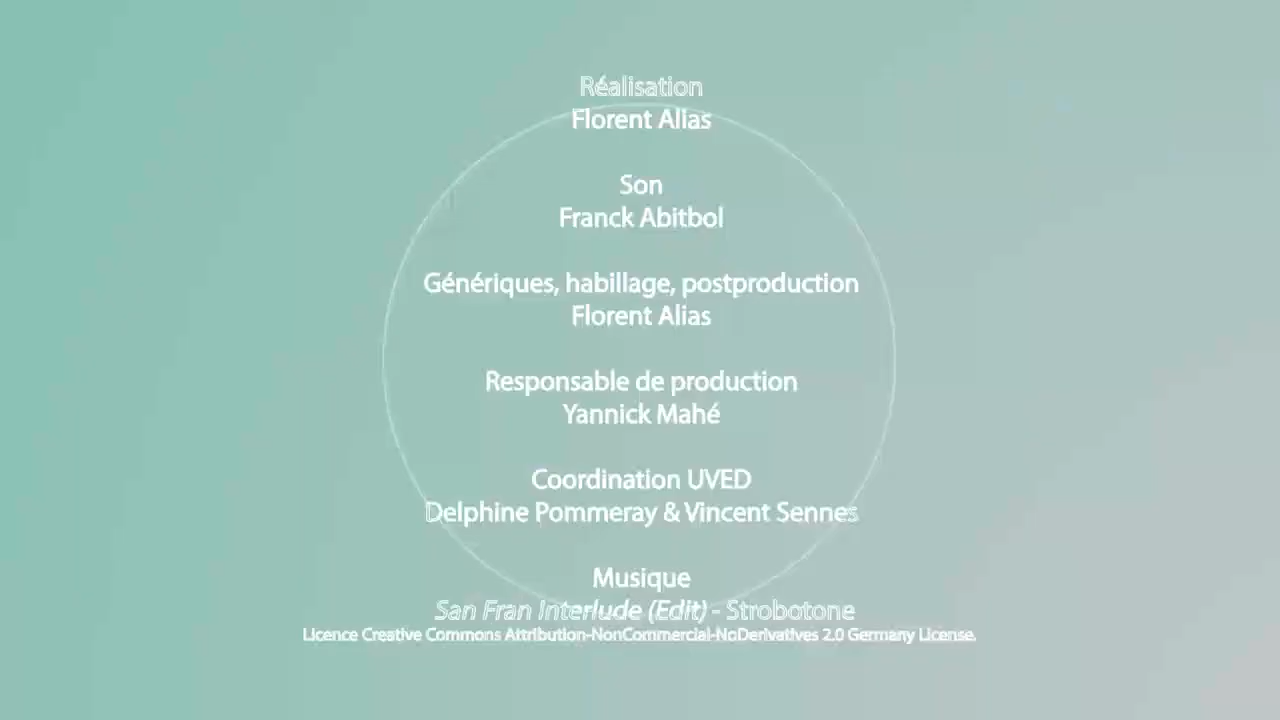 Réalisation
Florent Alias
Son
Franck Abitbol
Génériques, habillage, postproduction
Florent Alias
Responsable de production
Yannick Mahé
Coordination UVED
Delphine Pommeray & Vincent Sennes
Musique
San Fran Interlude (Edit) - Strobotone
Licence Creative Commons Attribution-NonCommercial-NoDerivatives 2.0 Germany License.